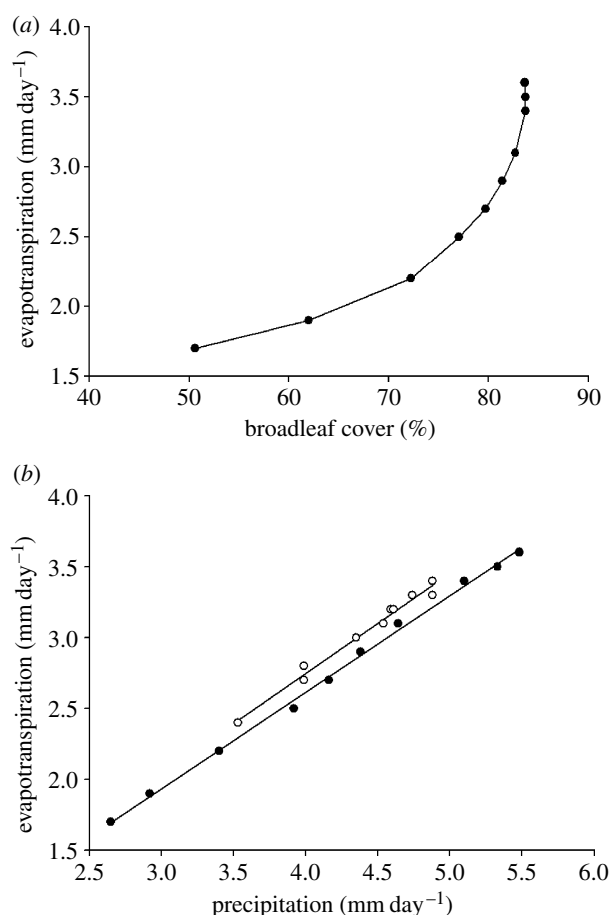 (a)
4.0
3.5
3.0
2.5
2.0
1.5
evapotranspiration (mm day⁻¹)
40 50 60 70 80 90
broadleaf cover (%)
(b)
4.0
3.5
3.0
2.5
2.0
1.5
evapotranspiration (mm day⁻¹)
2.5 3.0 3.5 4.0 4.5 5.0 5.5 6.0
precipitation (mm day⁻¹)